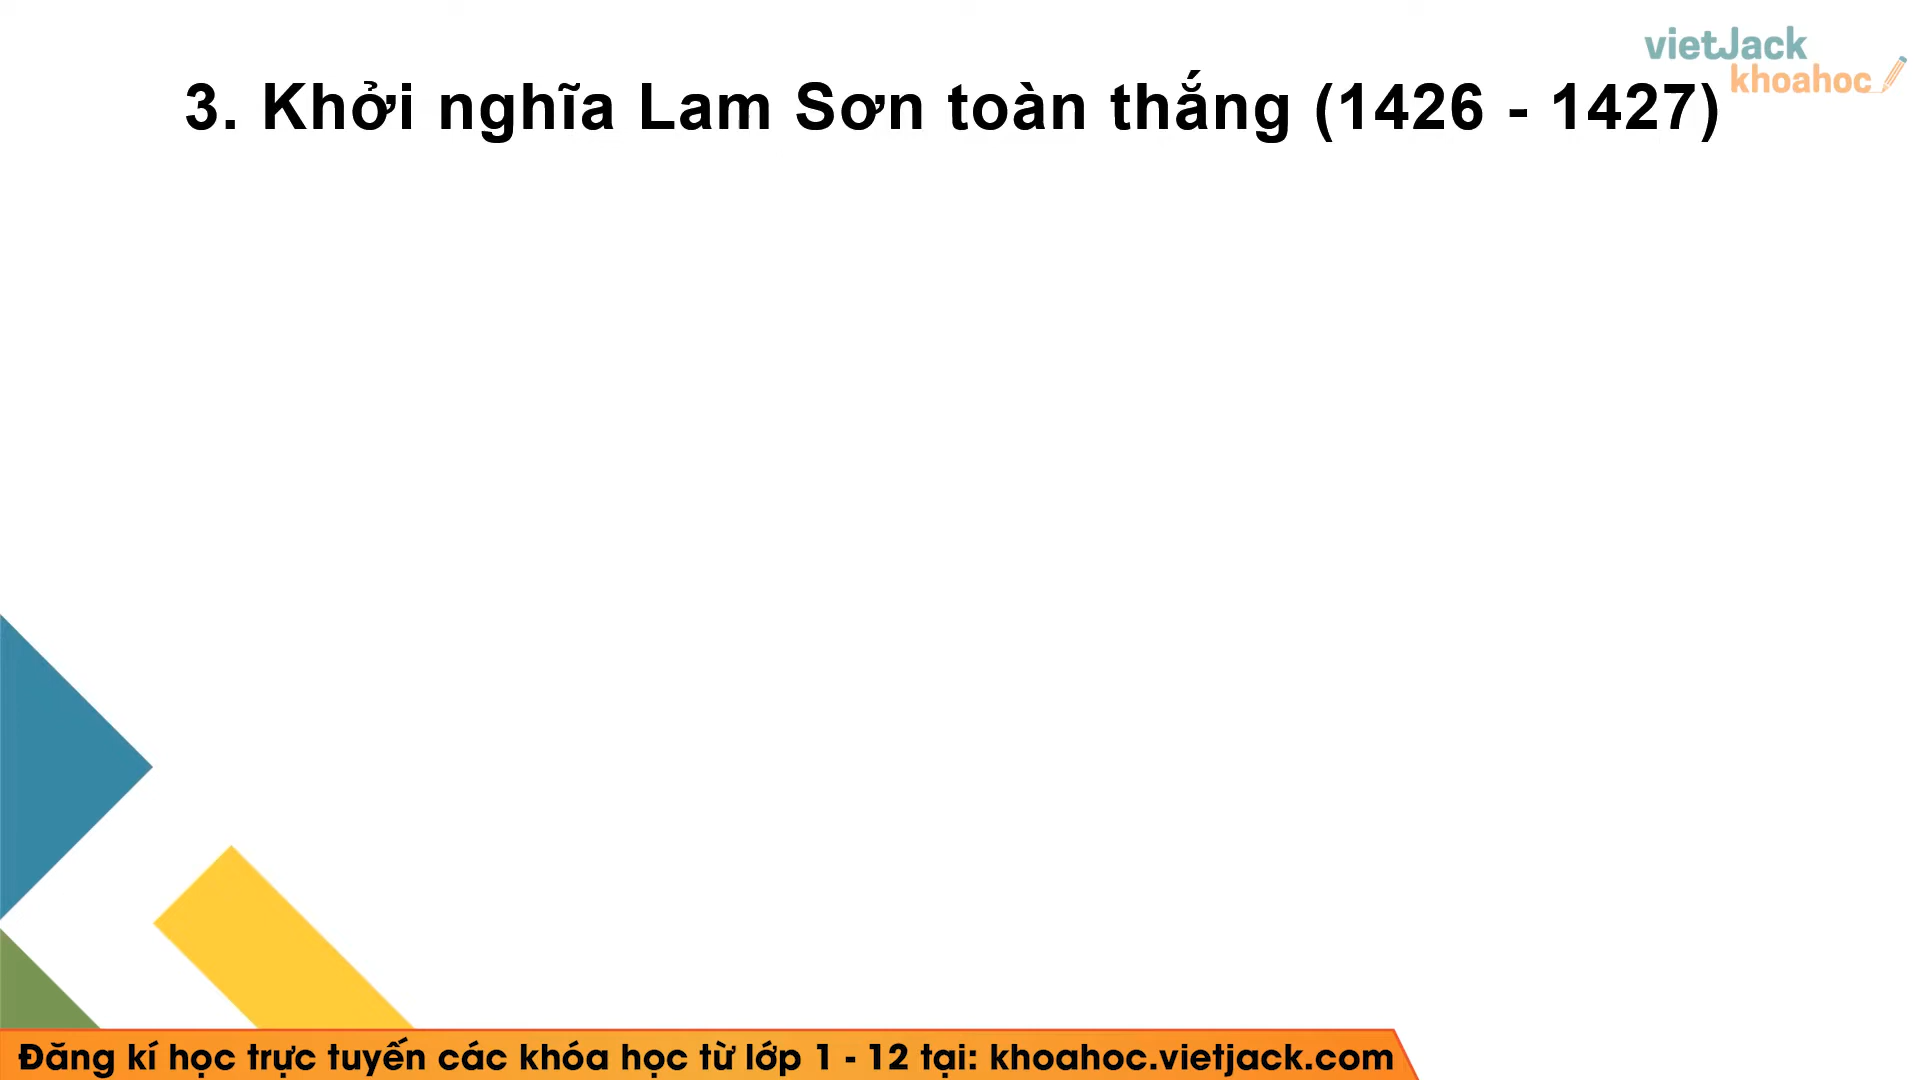 vietJack
khoahoc
3. Khởi nghĩa Lam Sơn toàn thắng (1426 - 1427)
Đăng kí học trực tuyến các khóa học từ lớp 1 - 12 tại: khoahoc.vietjack.com